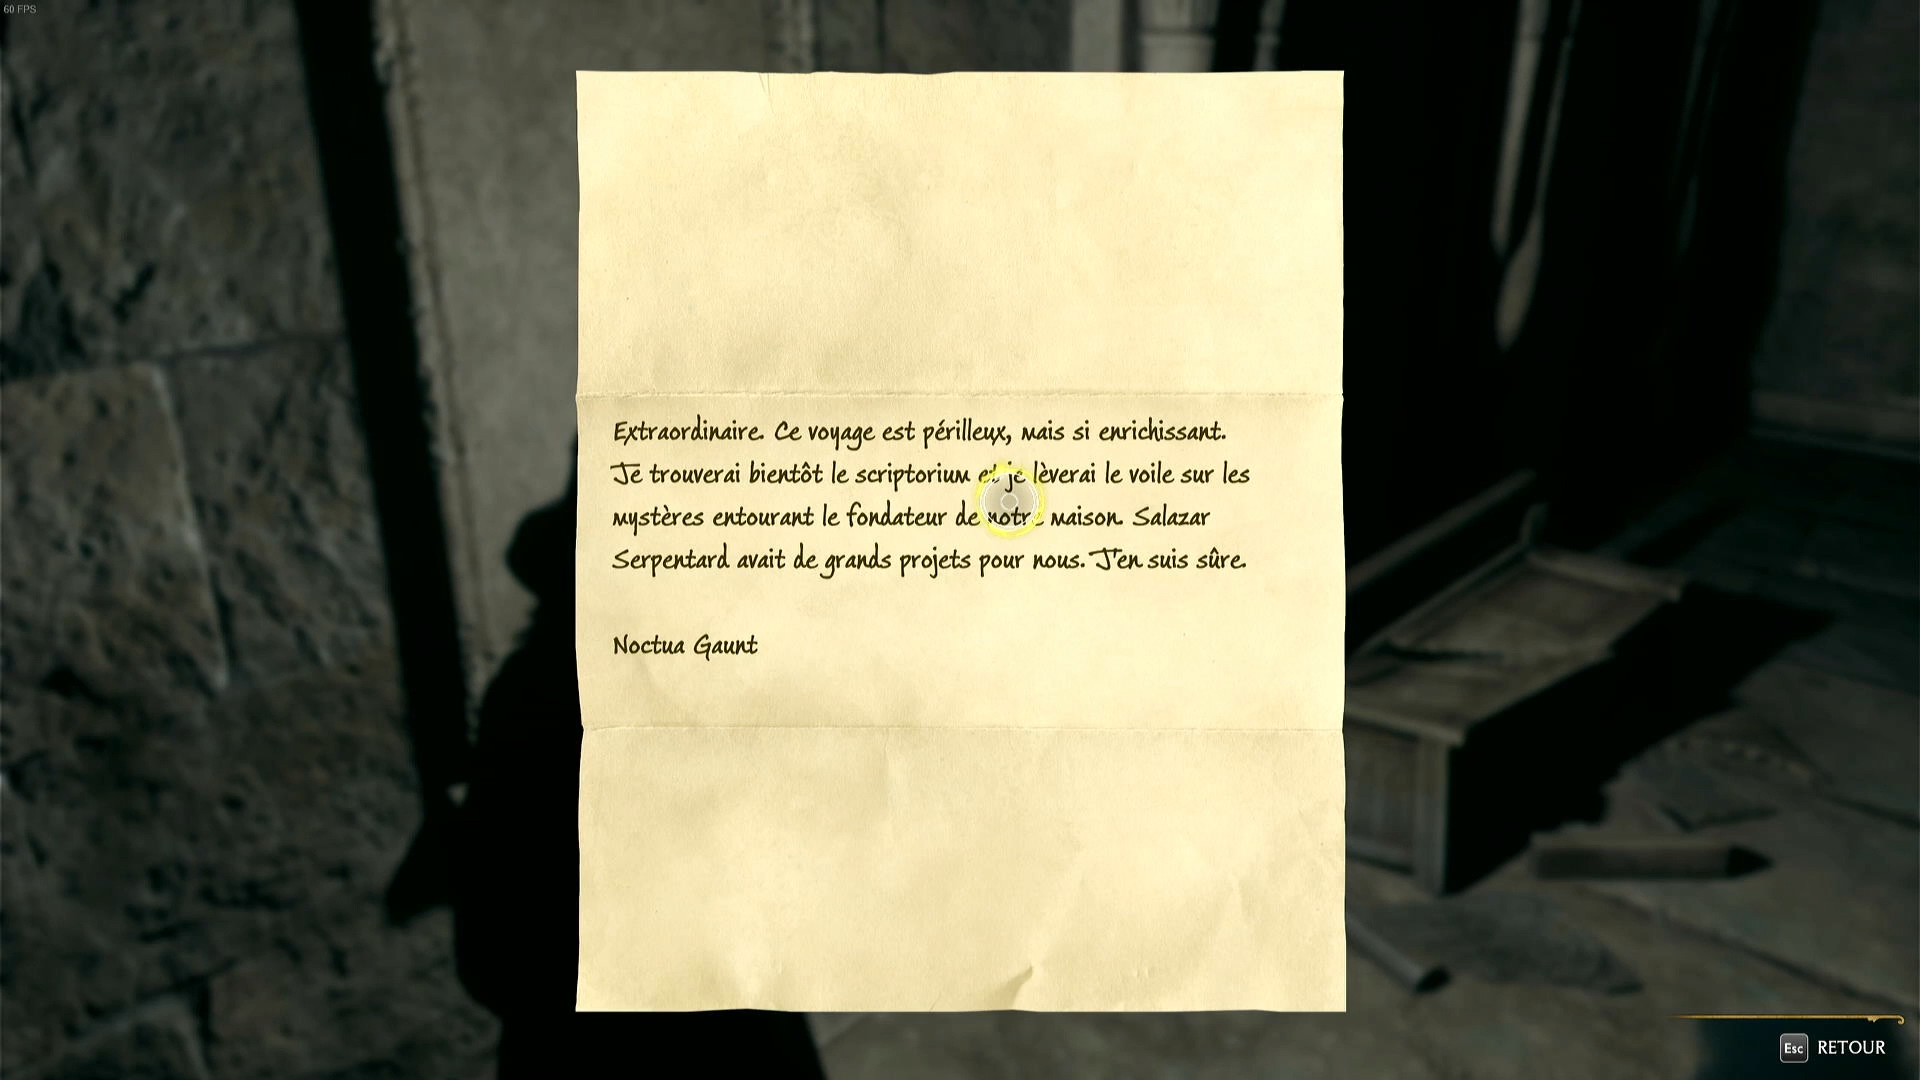 60 FPS
Extraordinaire. Ce voyage est périlleux, mais si enrichissant.
Je trouverai bientôt le scriptorium et je lèverai le voile sur les
mystères entourant le fondateur de notre maison. Salazar
Serpentard avait de grands projets pour nous. J'en suis sûre.
Noctua Gaunt
Esc RETOUR